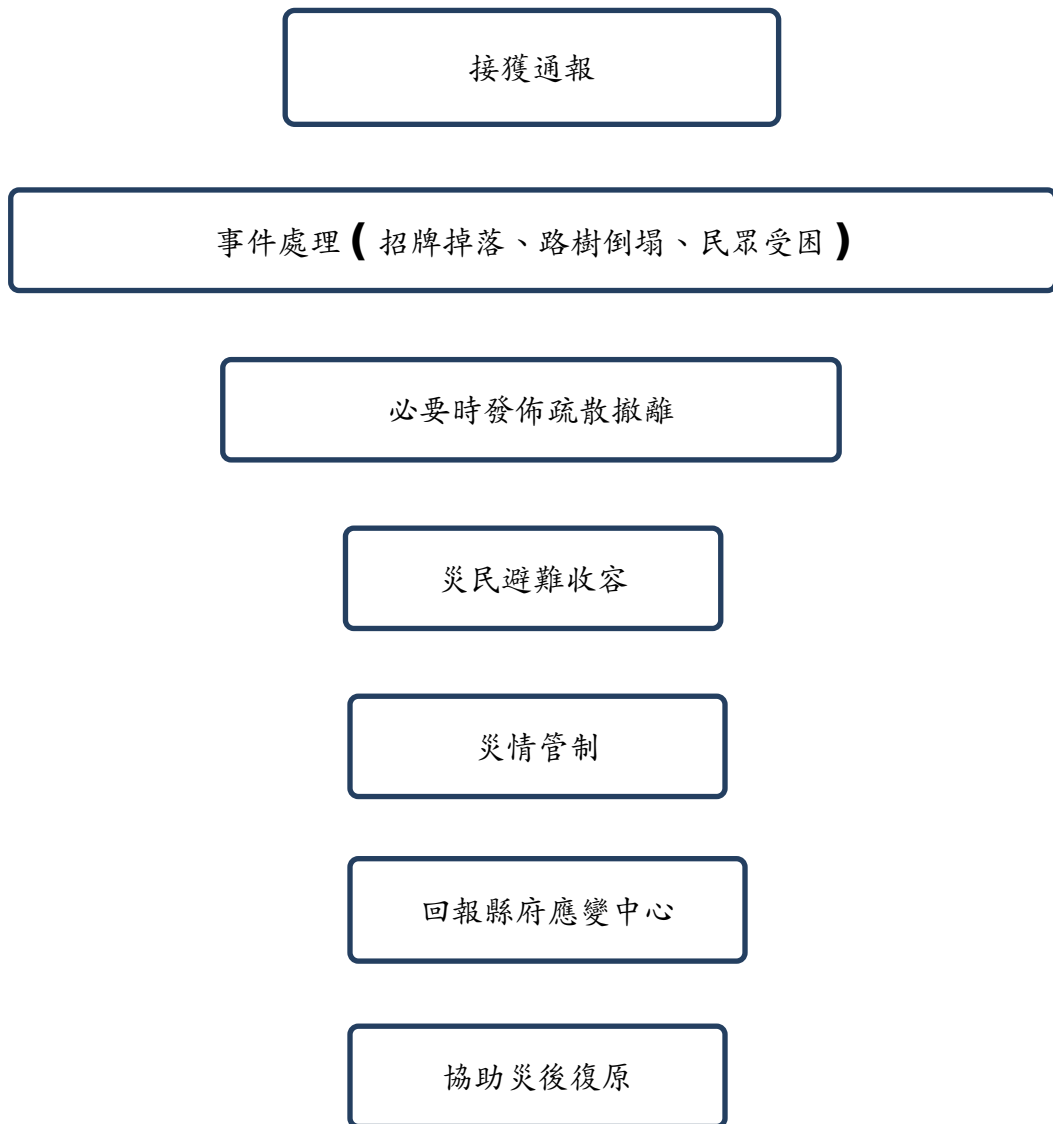 接獲通報
事件處理 ( 招牌掉落、路樹倒塌、民眾受困 )
必要時發佈疏散撤離
災民避難收容
災情管制
回報縣府應變中心
協助災後復原